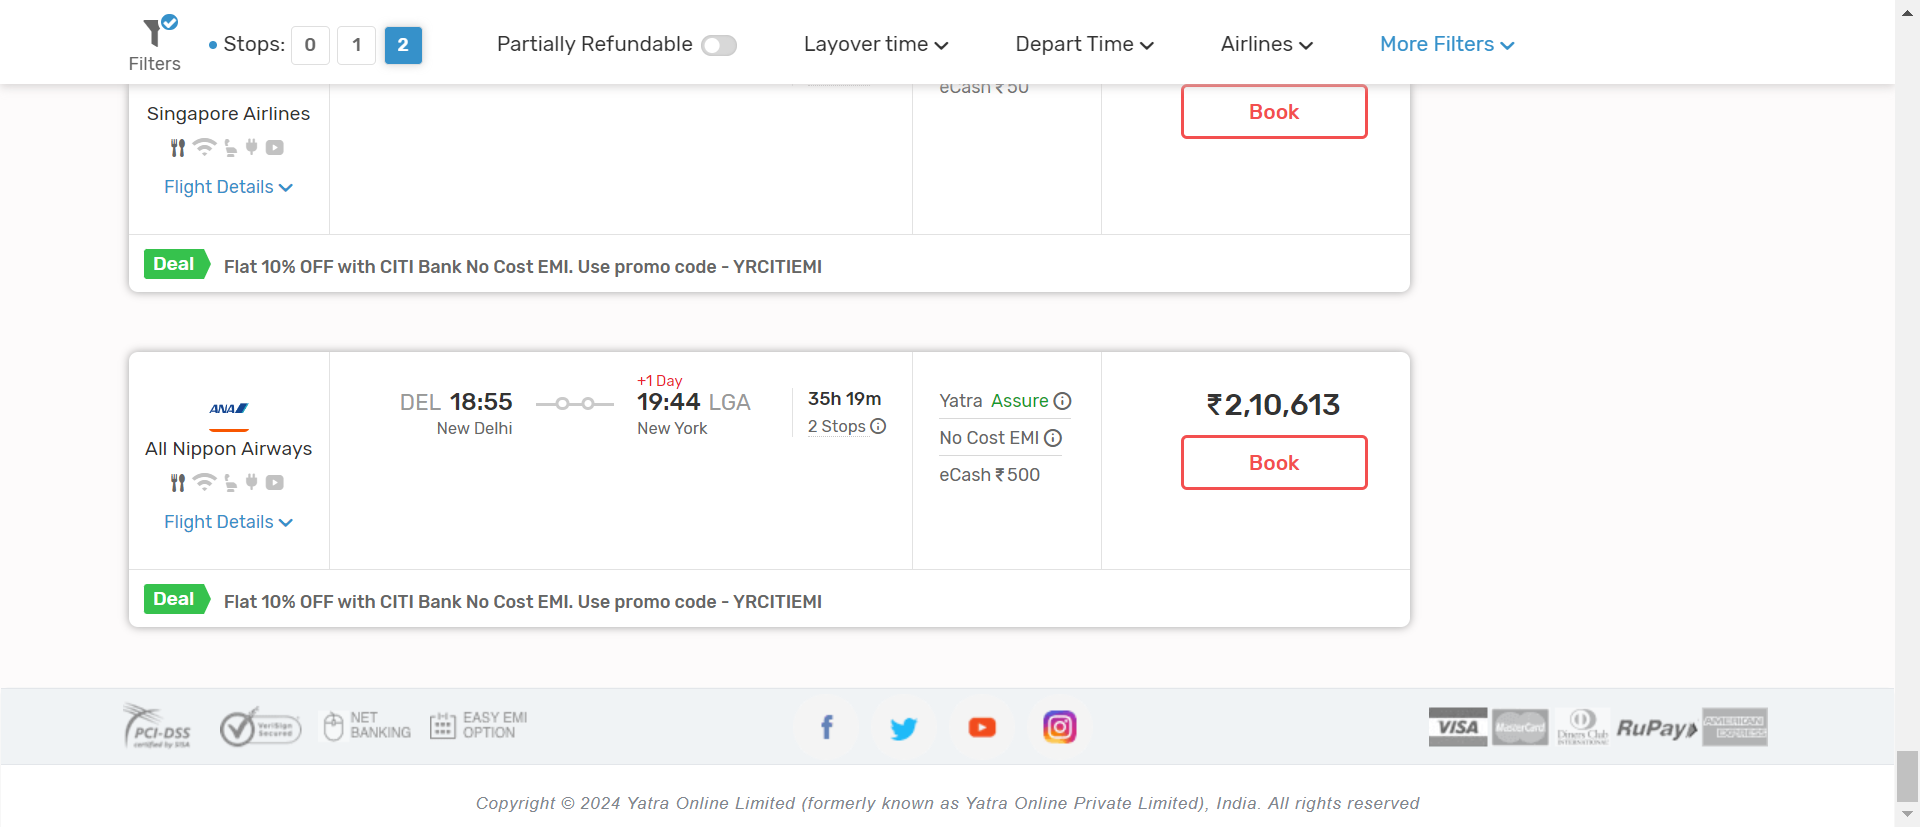 Filters
Stops: 0 1 2
Partially Refundable
Layover time
Depart Time
Airlines
More Filters
Singapore Airlines
Flight Details
eCash ₹50
Book
Deal Flat 10% OFF with CITI Bank No Cost EMI. Use promo code - YRCITIEMI
ANA
All Nippon Airways
Flight Details
DEL 18:55
New Delhi
+1 Day
19:44 LGA
New York
35h 19m
2 Stops
Yatra Assure
No Cost EMI
eCash ₹500
₹2,10,613
Book
Deal Flat 10% OFF with CITI Bank No Cost EMI. Use promo code - YRCITIEMI
PCI-DSS
certified by SISA
VeriSign
Secured
NET
BANKING
EASY EMI
OPTION
VISA
MasterCard
Diners Club
INTERNATIONAL
RuPay
AMERICAN
EXPRESS
Copyright © 2024 Yatra Online Limited (formerly known as Yatra Online Private Limited), India. All rights reserved